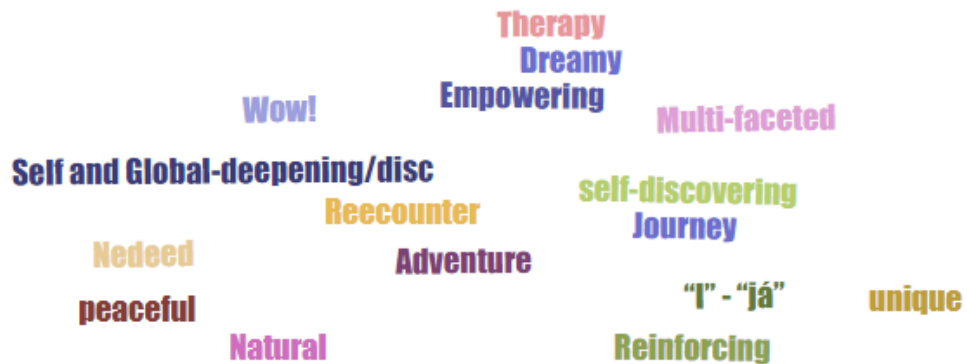 Therapy
Dreamy
Empowering
Wow!
Multi-faceted
Self and Global-deepening/disc
self-discovering
Reecounter
Journey
Nedeed
Adventure
"I" - "já"
unique
peaceful
Natural
Reinforcing